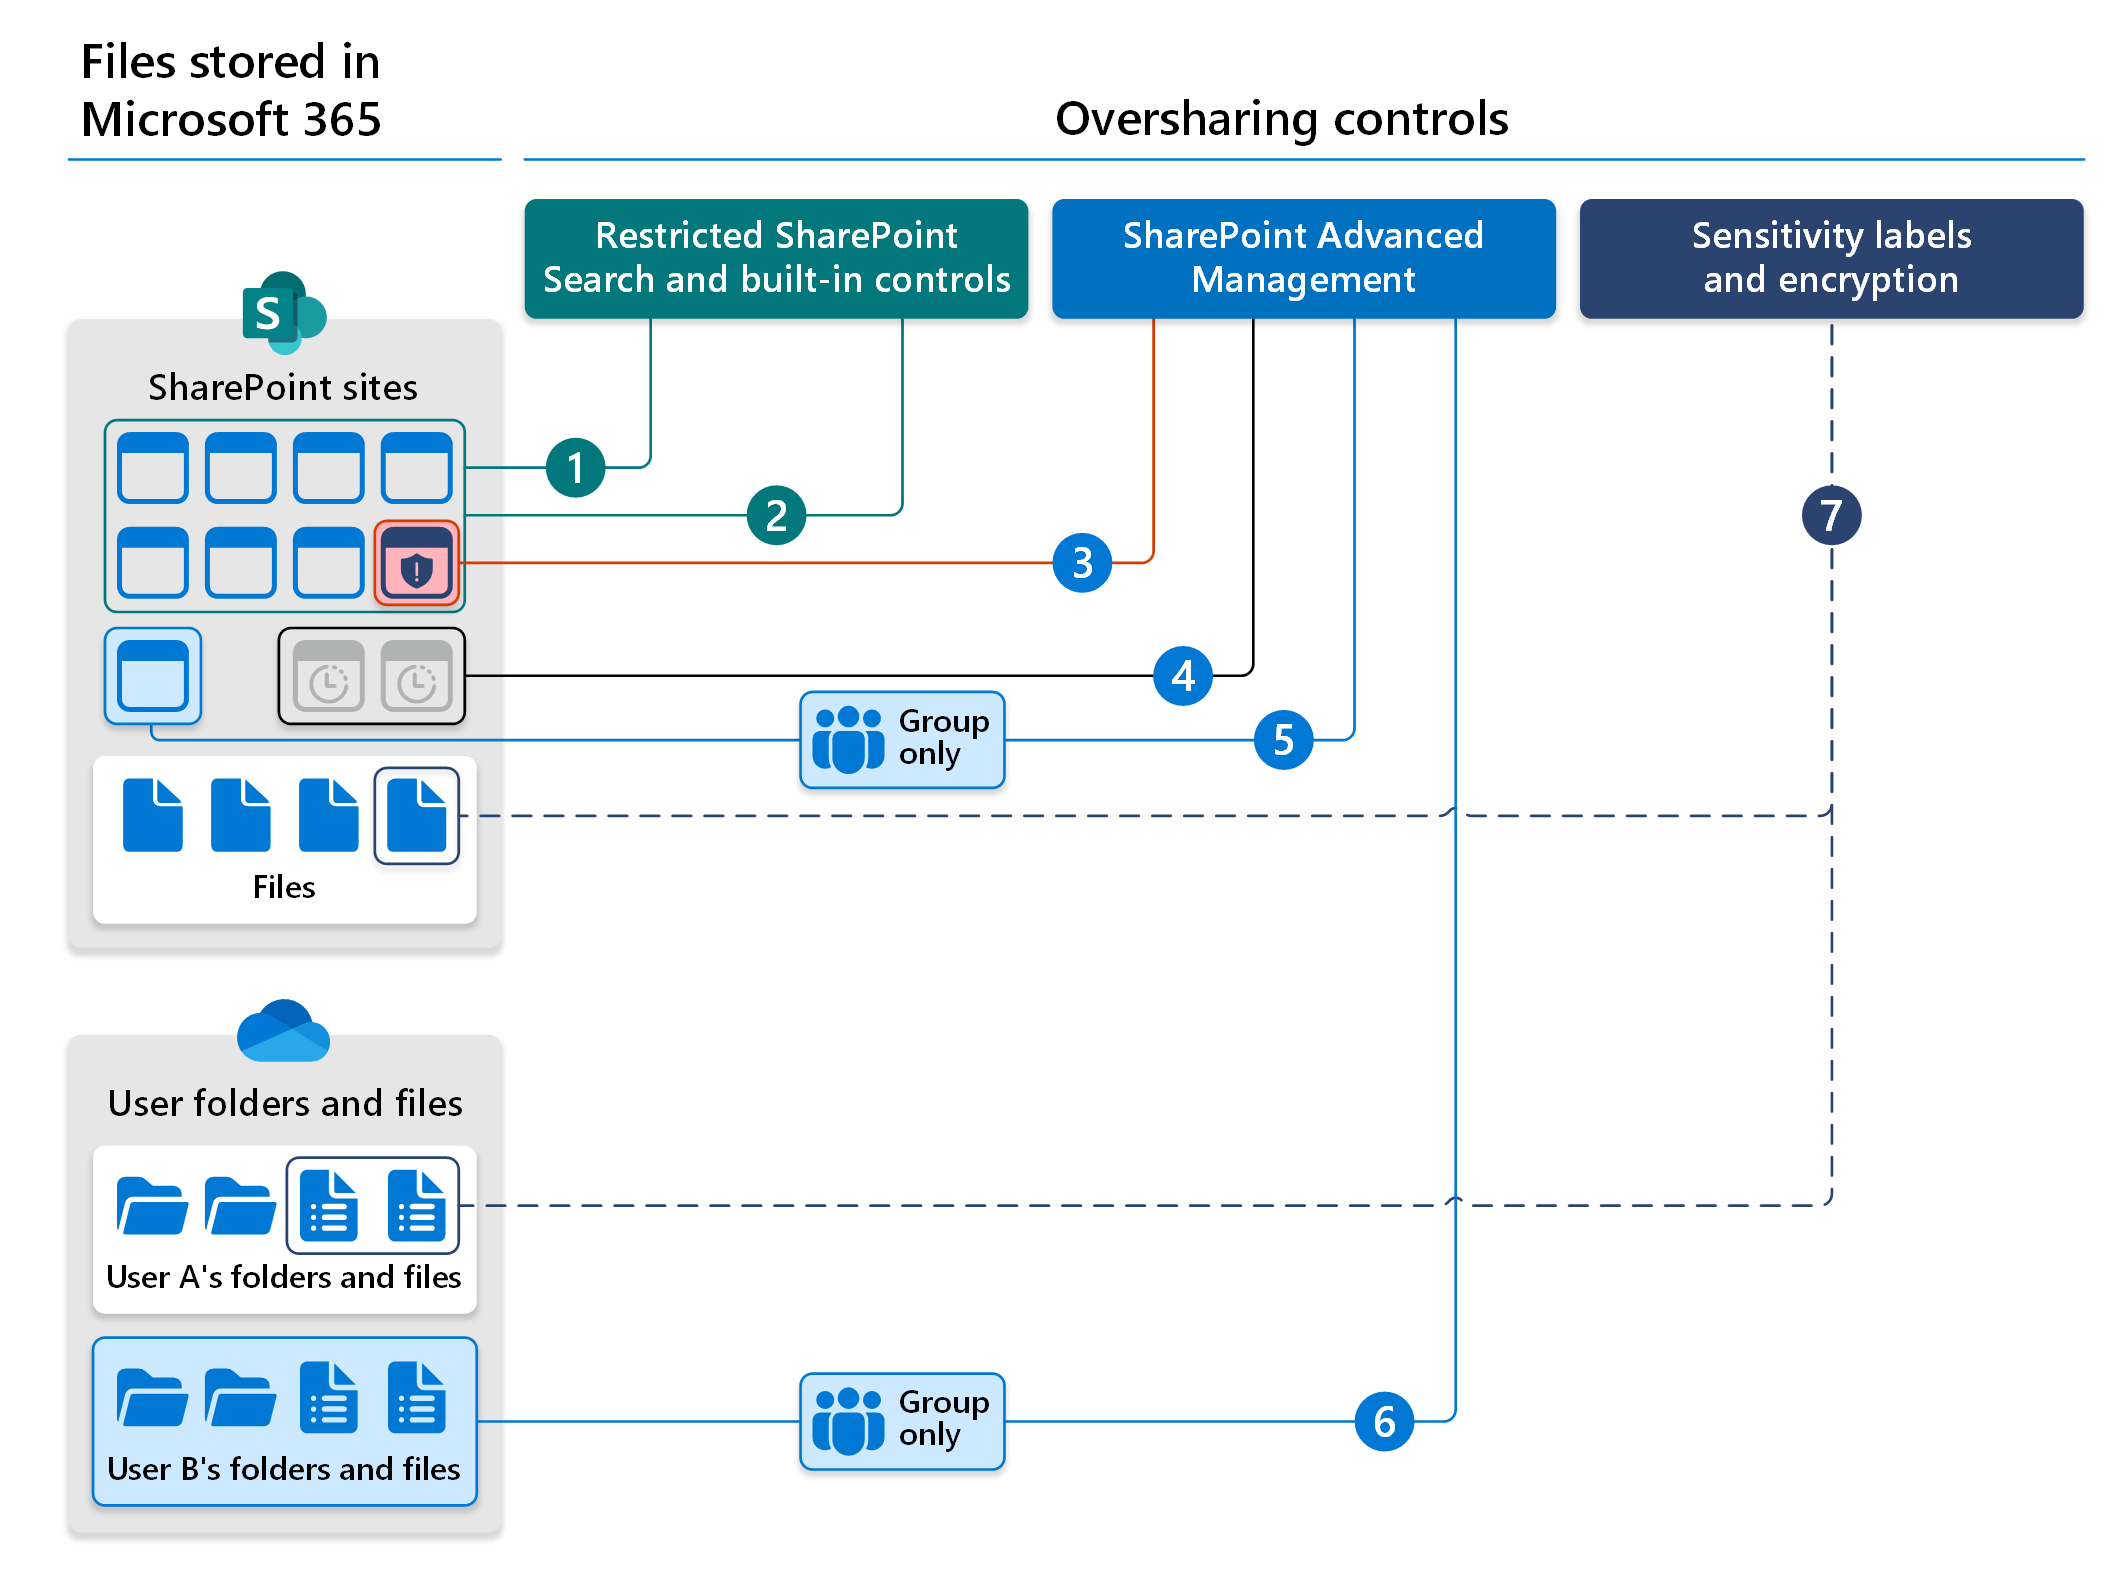 Files stored in
Microsoft 365
Oversharing controls
Restricted SharePoint
Search and built-in controls
SharePoint Advanced
Management
Sensitivity labels
and encryption
S
SharePoint sites
1
2
3
7
4
5
Group
only
Files
User folders and files
User A's folders and files
User B's folders and files
Group
only
6